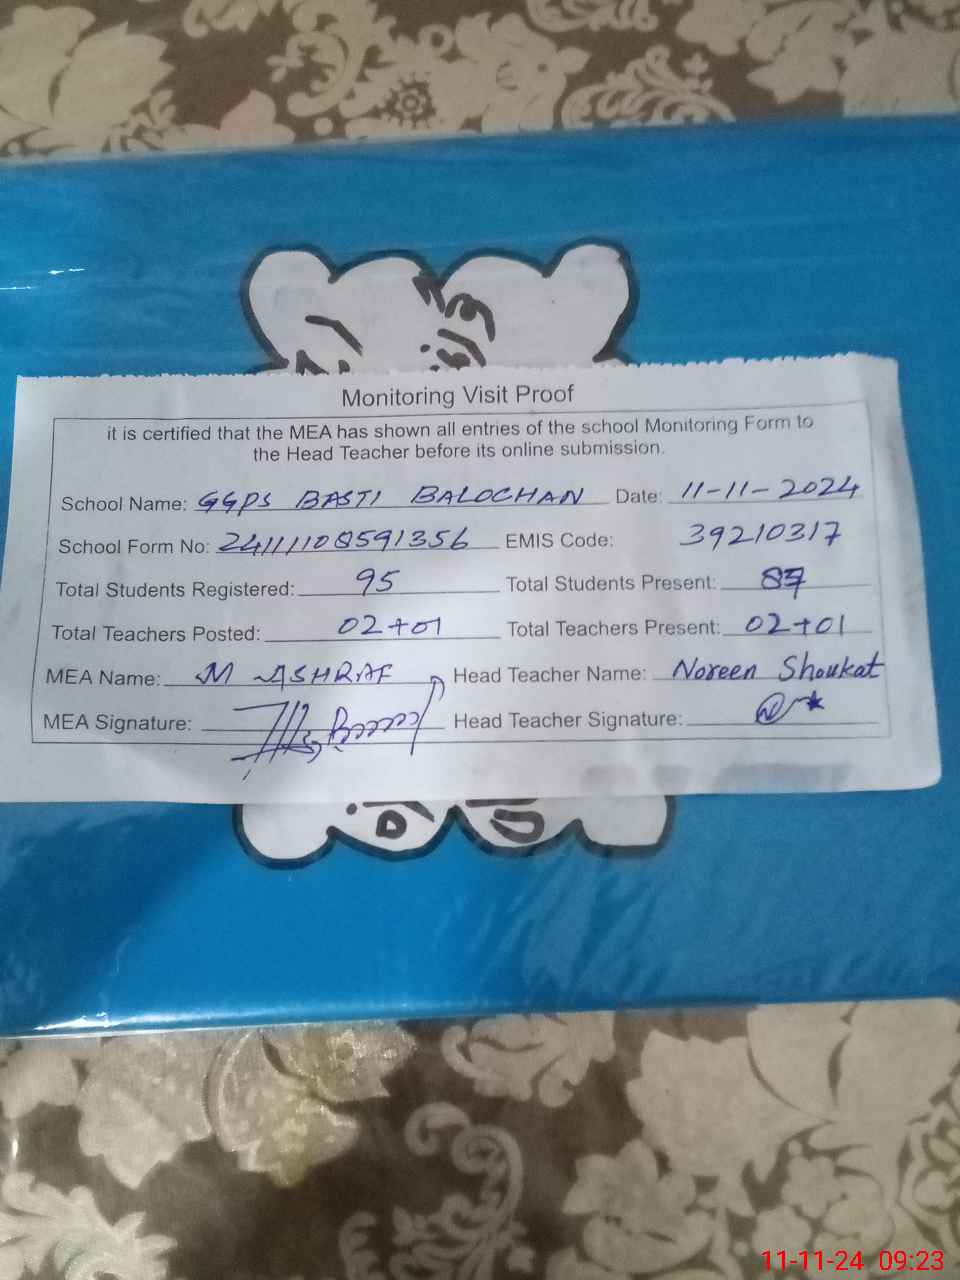 Monitoring Visit Proof
it is certified that the MEA has shown all entries of the school Monitoring Form to
the Head Teacher before its online submission.
School Name: GGPS BASTI BALOCHAN Date: 11-11-2024
School Form No: 24111108591356 EMIS Code: 39210317
Total Students Registered: 95 Total Students Present: 87
Total Teachers Posted: 02+01 Total Teachers Present: 02+01
MEA Name: M ASHRAF Head Teacher Name: Noreen Shoukat
MEA Signature: Head Teacher Signature:
11-11-24 09:23